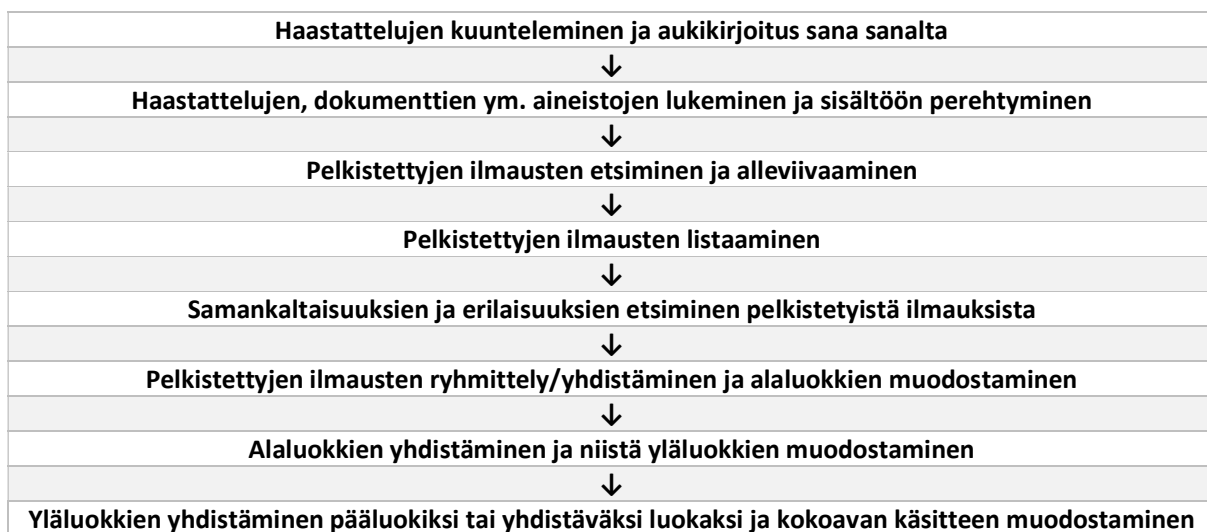 Haastattelujen kuunteleminen ja aukikirjoitus sana sanalta
↓
Haastattelujen, dokumenttien ym. aineistojen lukeminen ja sisältöön perehtyminen
↓
Pelkistettyjen ilmausten etsiminen ja alleviivaaminen
↓
Pelkistettyjen ilmausten listaaminen
↓
Samankaltaisuuksien ja erilaisuuksien etsiminen pelkistetyistä ilmauksista
↓
Pelkistettyjen ilmausten ryhmittely/yhdistäminen ja alaluokkien muodostaminen
↓
Alaluokkien yhdistäminen ja niistä yläluokkien muodostaminen
↓
Yläluokkien yhdistäminen pääluokiksi tai yhdistäväksi luokaksi ja kokoavan käsitteen muodostaminen